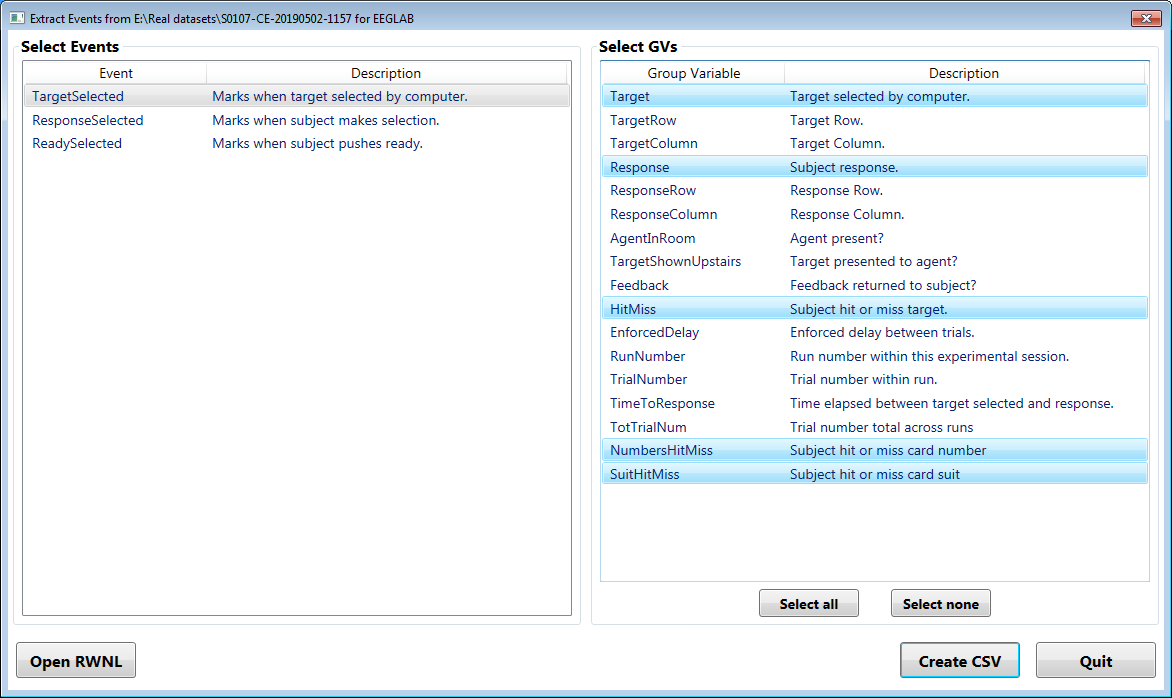 Extract Events from E:\Real datasets\S0107-CE-20190502-1157 for EEGLAB
Select Events
Event Description
TargetSelected Marks when target selected by computer.
ResponseSelected Marks when subject makes selection.
ReadySelected Marks when subject pushes ready.
Select GVs
Group Variable Description
Target Target selected by computer.
TargetRow Target Row.
TargetColumn Target Column.
Response Subject response.
ResponseRow Response Row.
ResponseColumn Response Column.
AgentInRoom Agent present?
TargetShownUpstairs Target presented to agent?
Feedback Feedback returned to subject?
HitMiss Subject hit or miss target.
EnforcedDelay Enforced delay between trials.
RunNumber Run number within this experimental session.
TrialNumber Trial number within run.
TimeToResponse Time elapsed between target selected and response.
TotTrialNum Trial number total across runs
NumbersHitMiss Subject hit or miss card number
SuitHitMiss Subject hit or miss card suit
Select all Select none
Open RWNL Create CSV Quit